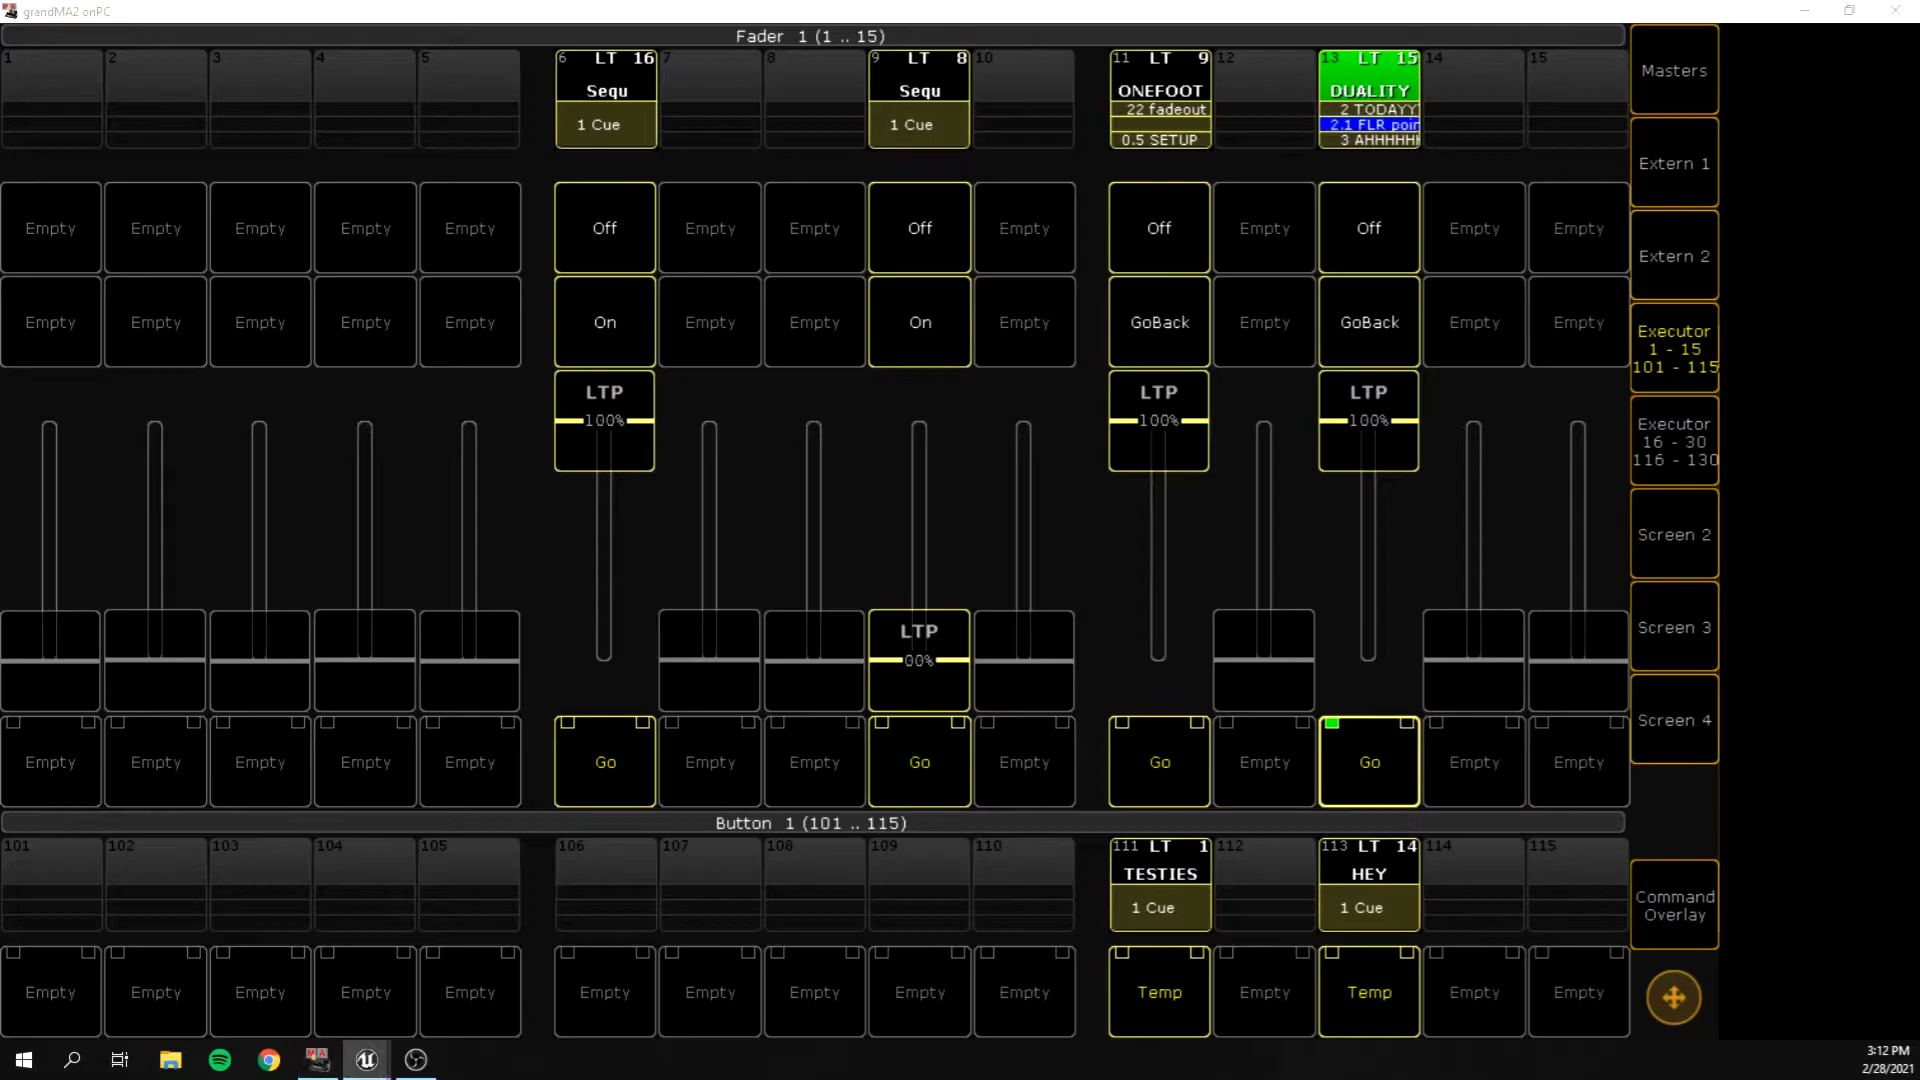 grandMA2 onPC
Fader 1 (1 .. 15)
1 2 3 4 5 6 LT 16 7 8 9 LT 8 10 11 LT 9 12 13 LT 15 14 15
Sequ Sequ ONEFOOT DUALITY
22 fadeout 2 TODAYY
1 Cue 1 Cue 2.1 FLR poin
0.5 SETUP 3 AHHHHH
Empty Empty Empty Empty Empty Off Empty Empty Off Empty Off Empty Off Empty Empty
Empty Empty Empty Empty Empty On Empty Empty On Empty GoBack Empty GoBack Empty Empty
LTP LTP LTP
100% 100% 100%
LTP
00%
Empty Empty Empty Empty Empty Go Empty Empty Go Empty Go Empty Go Empty Empty
Button 1 (101 .. 115)
101 102 103 104 105 106 107 108 109 110 111 LT 1 112 113 LT 14 114 115
TESTIES HEY
1 Cue 1 Cue
Empty Empty Empty Empty Empty Empty Empty Empty Empty Empty Temp Empty Temp Empty Empty
Masters
Extern 1
Extern 2
Executor
1 - 15
101 - 115
Executor
16 - 30
116 - 130
Screen 2
Screen 3
Screen 4
Command
Overlay
3:12 PM
2/28/2021